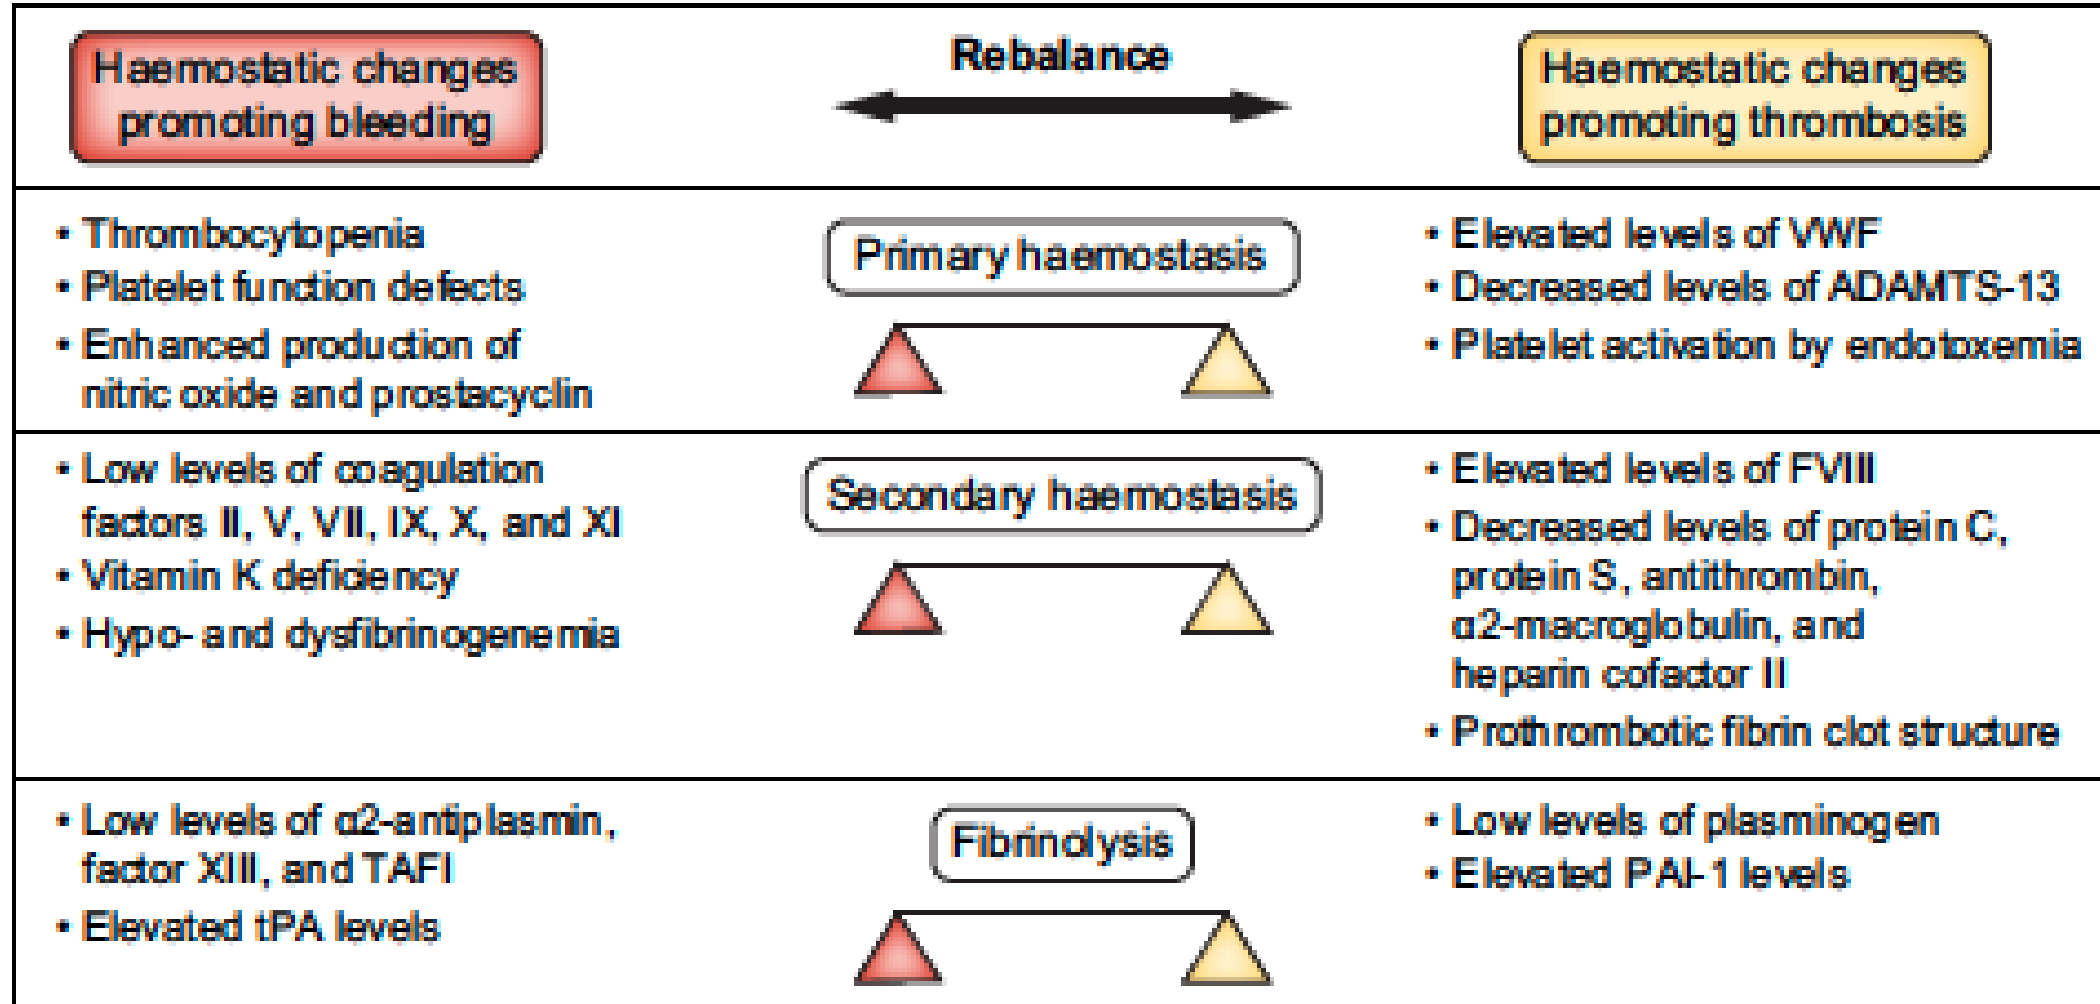 Haemostatic changes
promoting bleeding
Rebalance
Haemostatic changes
promoting thrombosis
• Thrombocytopenia
• Platelet function defects
• Enhanced production of
nitric oxide and prostacyclin
Primary haemostasis
• Elevated levels of VWF
• Decreased levels of ADAMTS-13
• Platelet activation by endotoxemia
• Low levels of coagulation
factors II, V, VII, IX, X, and XI
• Vitamin K deficiency
• Hypo- and dysfibrinogenemia
Secondary haemostasis
• Elevated levels of FVIII
• Decreased levels of protein C,
protein S, antithrombin,
α2-macroglobulin, and
heparin cofactor II
• Prothrombotic fibrin clot structure
• Low levels of α2-antiplasmin,
factor XIII, and TAFI
• Elevated tPA levels
Fibrinolysis
• Low levels of plasminogen
• Elevated PAI-1 levels